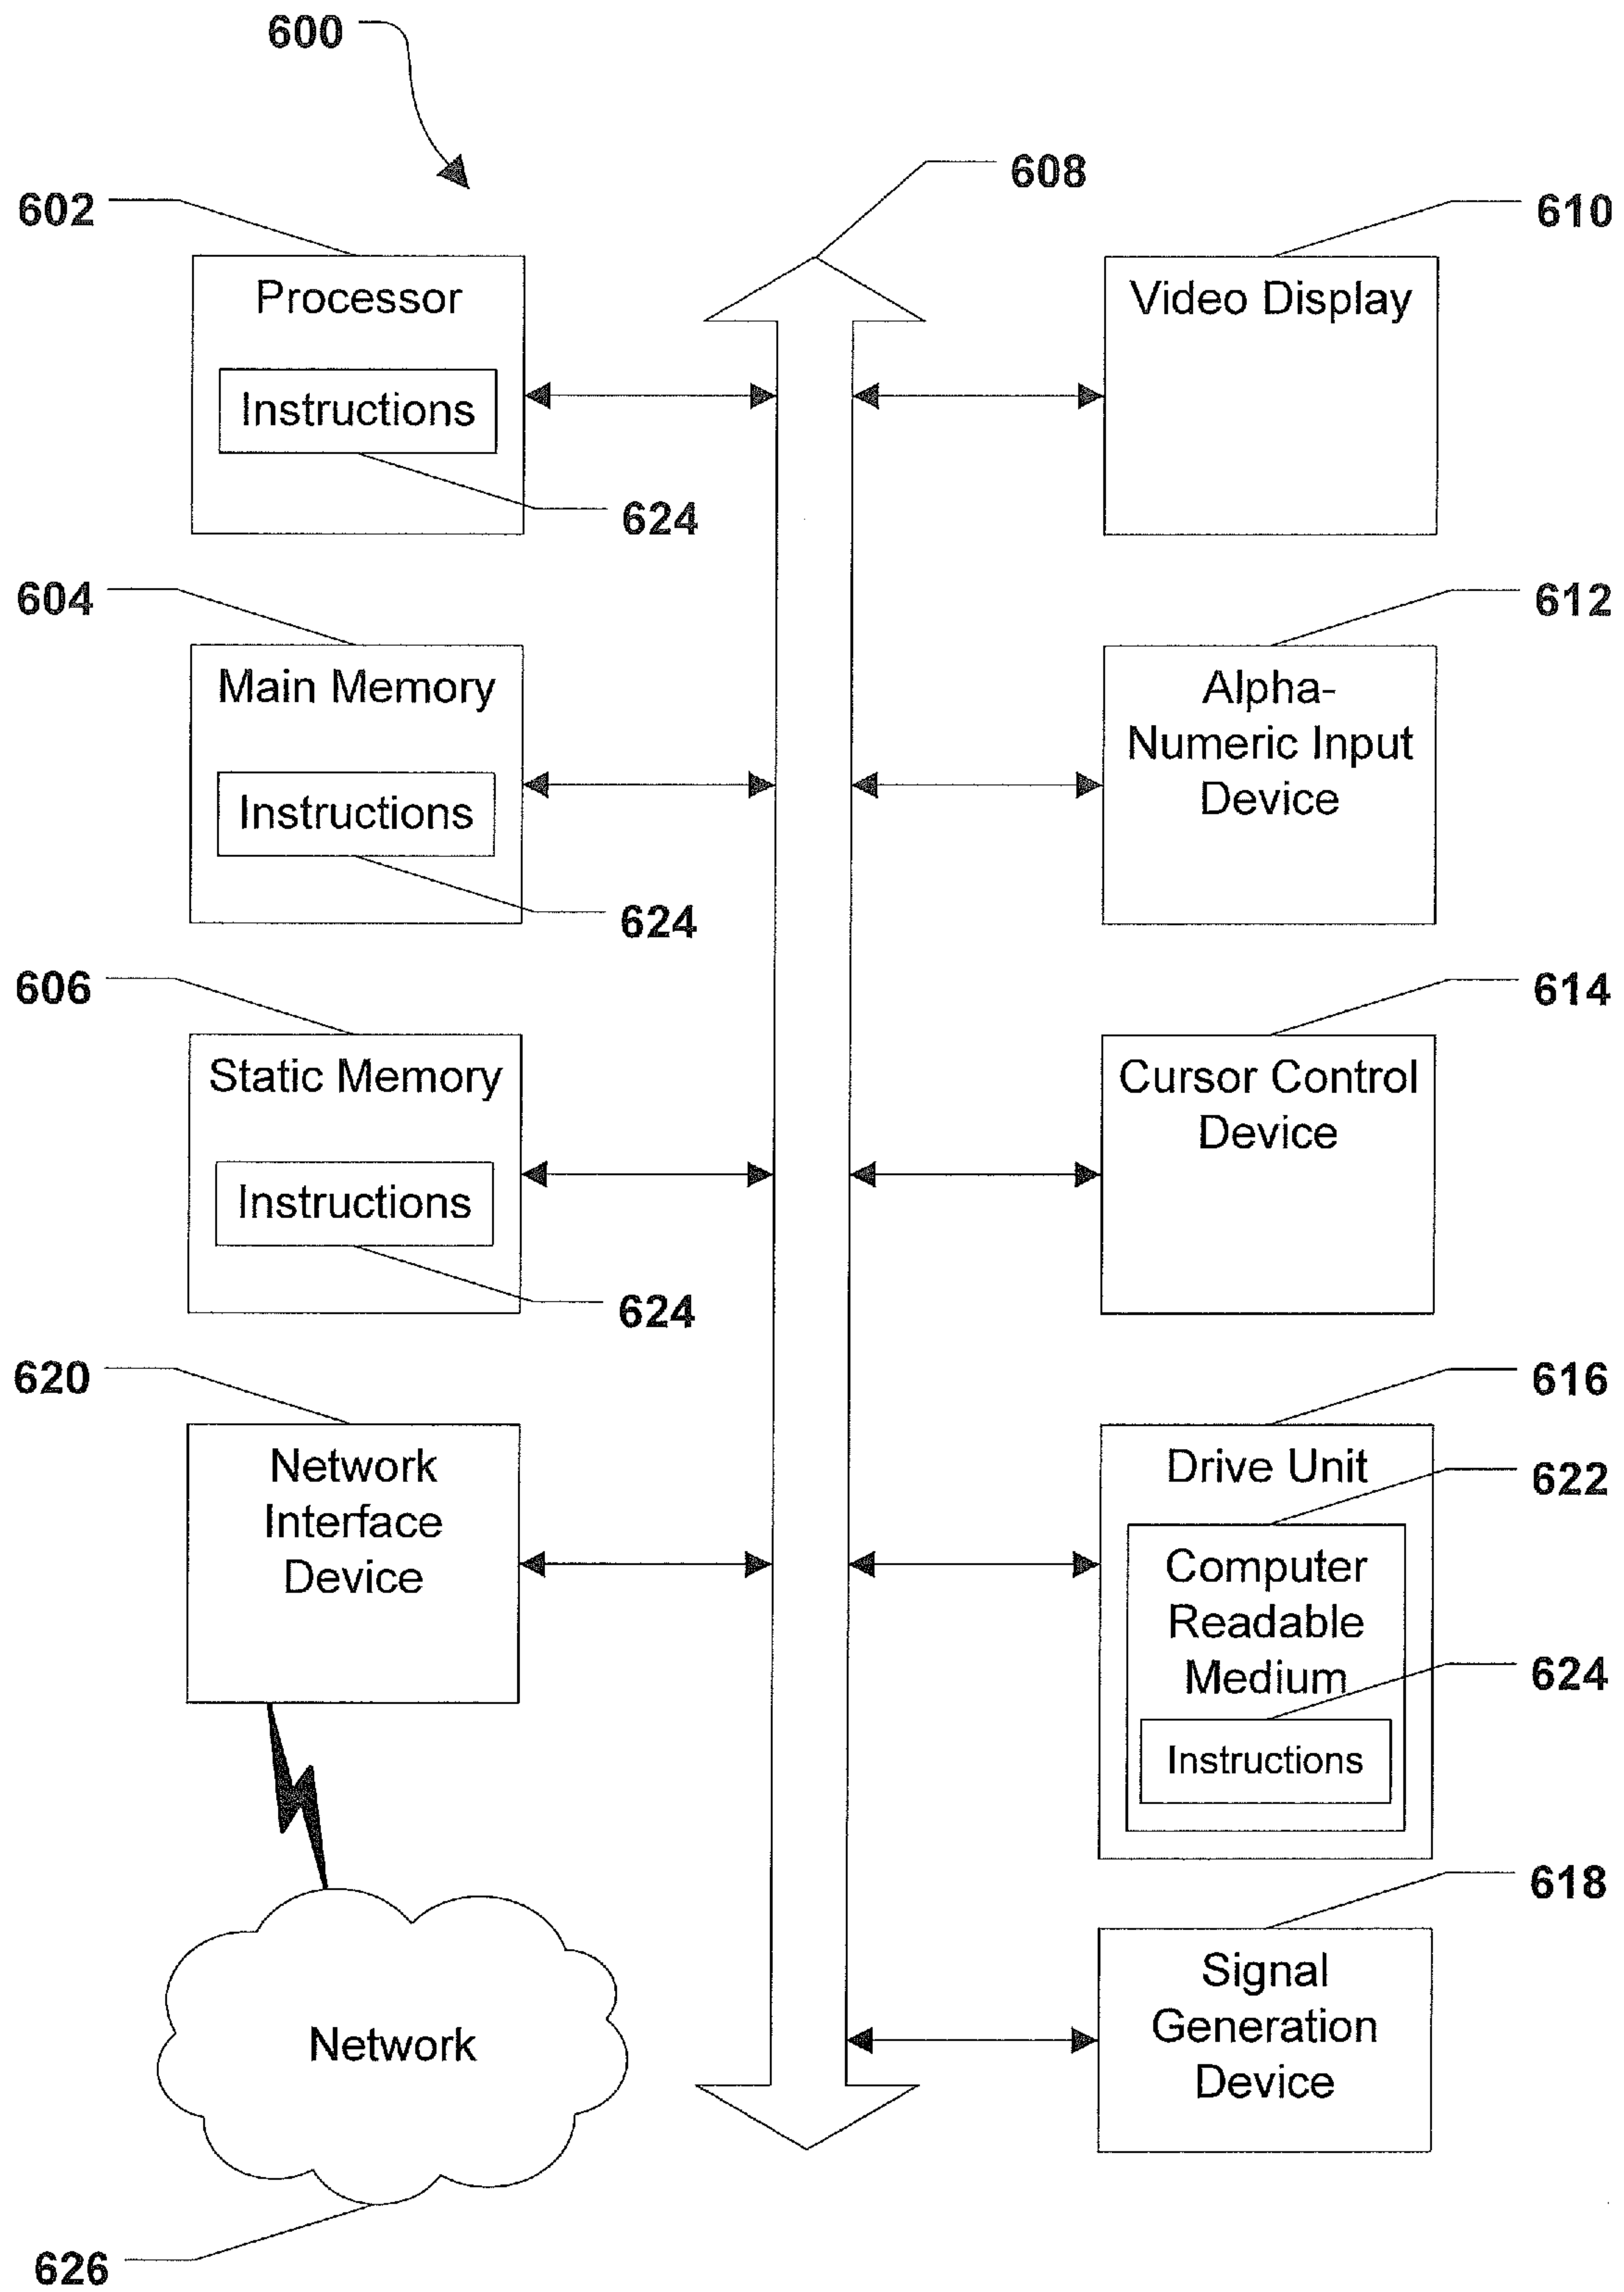 600
608
602
610
Processor
Video Display
Instructions
624
604
612
Main Memory
Alpha-
Numeric Input
Device
Instructions
624
606
614
Static Memory
Cursor Control
Device
Instructions
624
620
616
Network
Interface
Device
Drive Unit
622
Computer
Readable
Medium
624
Instructions
618
Signal
Generation
Device
Network
626